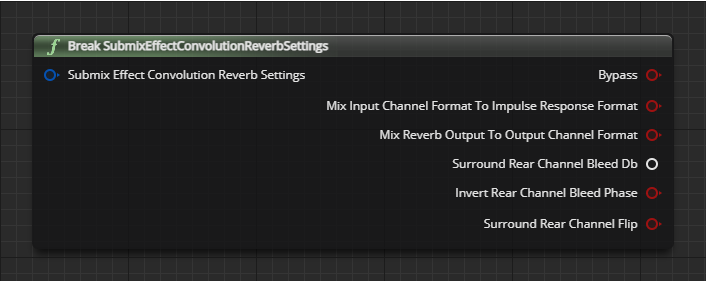 f Break SubmixEffectConvolutionReverbSettings
Submix Effect Convolution Reverb Settings
Bypass
Mix Input Channel Format To Impulse Response Format
Mix Reverb Output To Output Channel Format
Surround Rear Channel Bleed Db
Invert Rear Channel Bleed Phase
Surround Rear Channel Flip